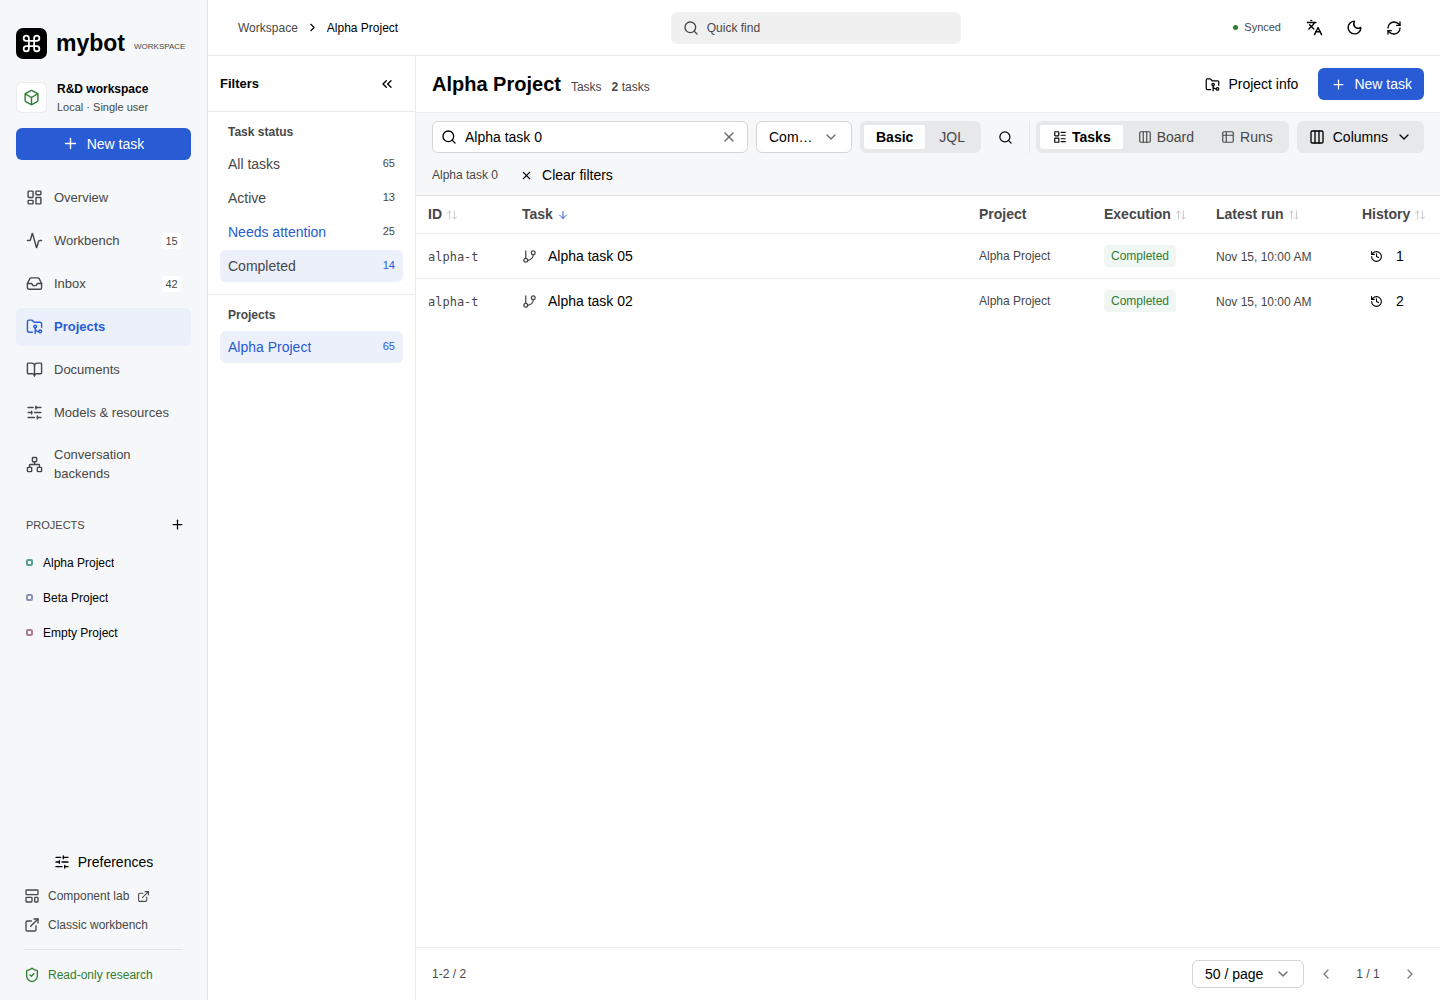 mybot WORKSPACE
R&D workspace
Local · Single user
New task
Overview
Workbench 15
Inbox 42
Projects
Documents
Models & resources
Conversation
backends
PROJECTS
Alpha Project
Beta Project
Empty Project
Preferences
Component lab
Classic workbench
Read-only research
Workspace Alpha Project
Quick find
Synced
Filters
Task status
All tasks 65
Active 13
Needs attention 25
Completed 14
Projects
Alpha Project 65
Alpha Project Tasks 2 tasks
Project info
New task
Alpha task 0
Com...
Basic JQL
Tasks Board Runs
Columns
Alpha task 0 Clear filters
ID Task Project Execution Latest run History
alpha-t Alpha task 05 Alpha Project Completed Nov 15, 10:00 AM 1
alpha-t Alpha task 02 Alpha Project Completed Nov 15, 10:00 AM 2
1-2 / 2
50 / page
1 / 1